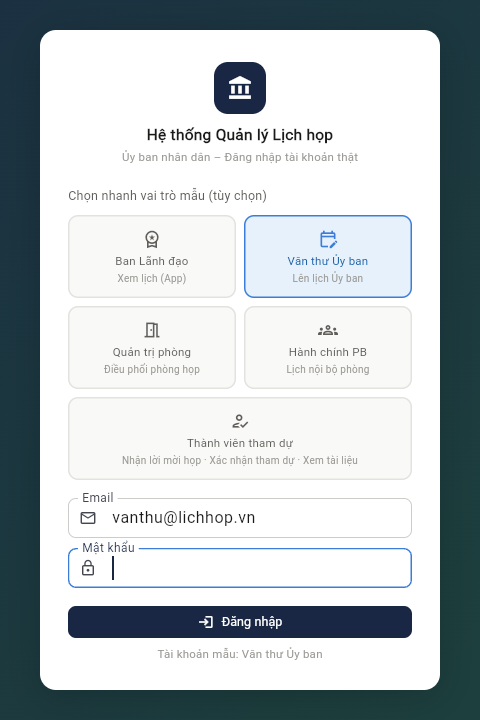 Hệ thống Quản lý Lịch họp
Ủy ban nhân dân – Đăng nhập tài khoản thật
Chọn nhanh vai trò mẫu (tùy chọn)
Ban Lãnh đạo
Xem lịch (App)
Văn thư Ủy ban
Lên lịch Ủy ban
Quản trị phòng
Điều phối phòng họp
Hành chính PB
Lịch nội bộ phòng
Thành viên tham dự
Nhận lời mời họp · Xác nhận tham dự · Xem tài liệu
Email
vanthu@lichhop.vn
Mật khẩu
Đăng nhập
Tài khoản mẫu: Văn thư Ủy ban